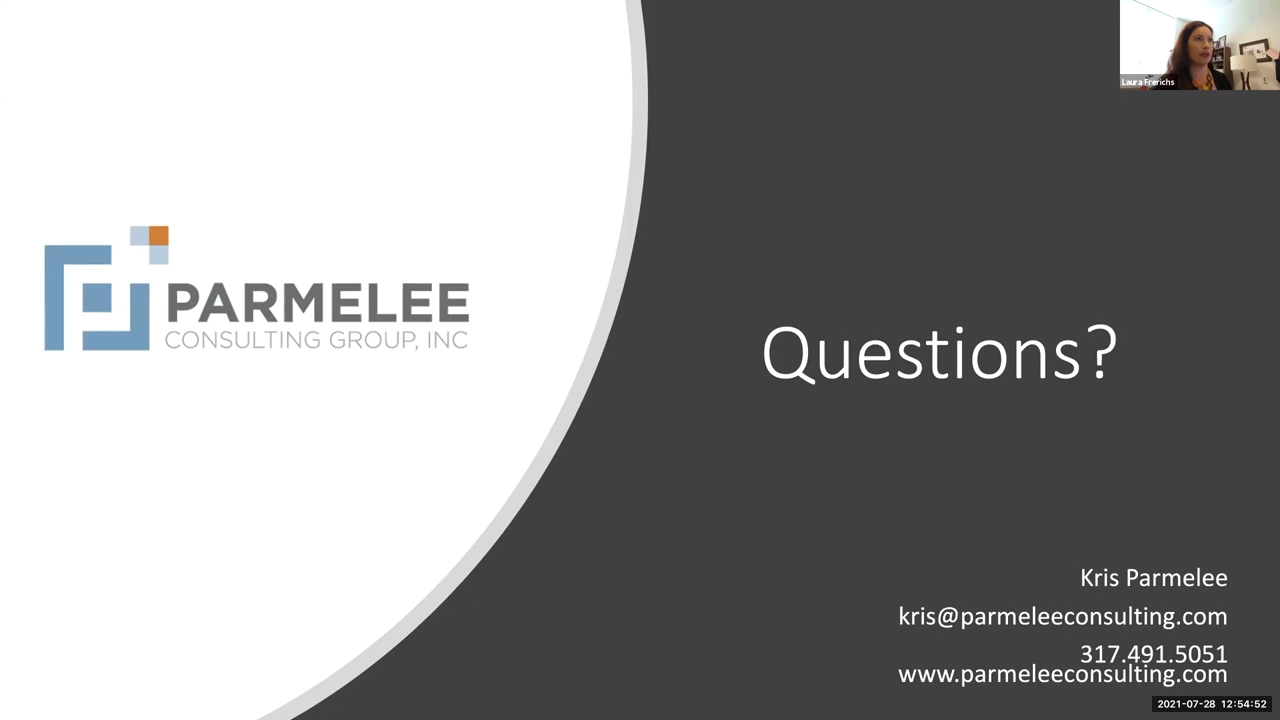 Laura Frerichs
PARMELEE
CONSULTING GROUP, INC
Questions?
Kris Parmelee
kris@parmeleeconsulting.com
317.491.5051
www.parmeleeconsulting.com
2021-07-28 12:54:52